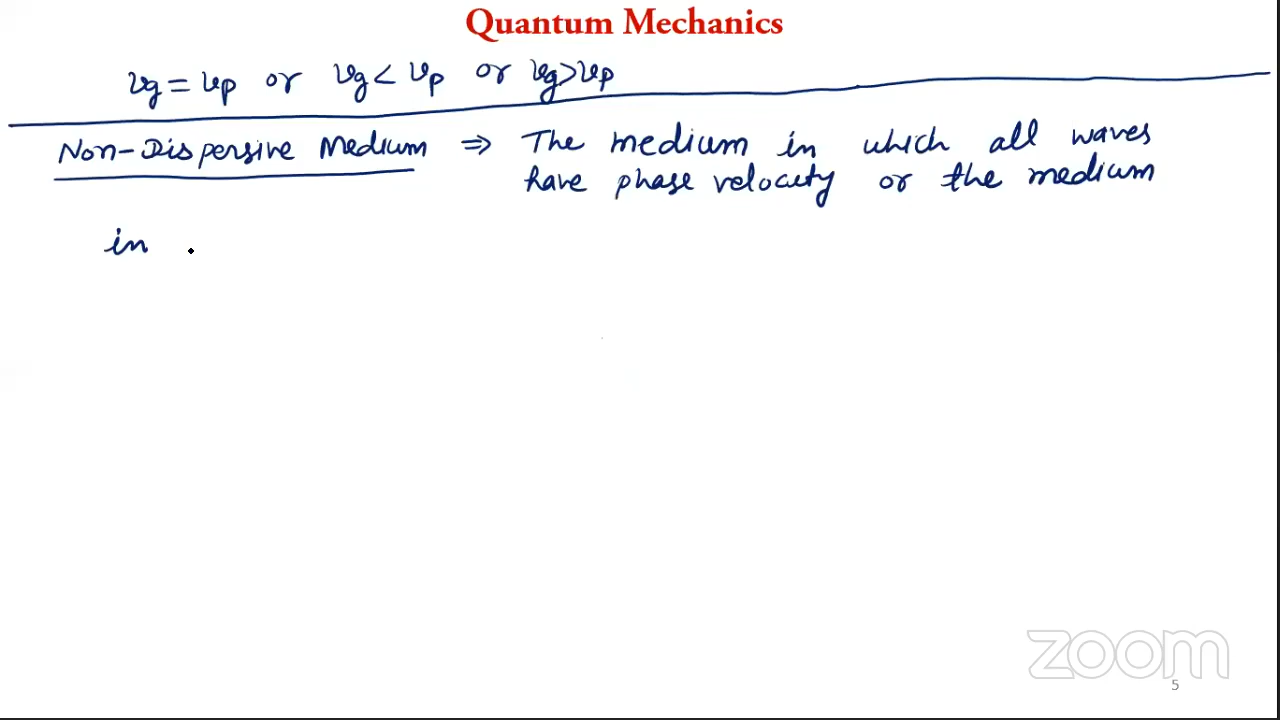 Quantum Mechanics
vg = vp or vg < vp or vg > vp
Non-Dispersive Medium ⇒ The medium in which all waves
have phase velocity or the medium
in
zoom
5